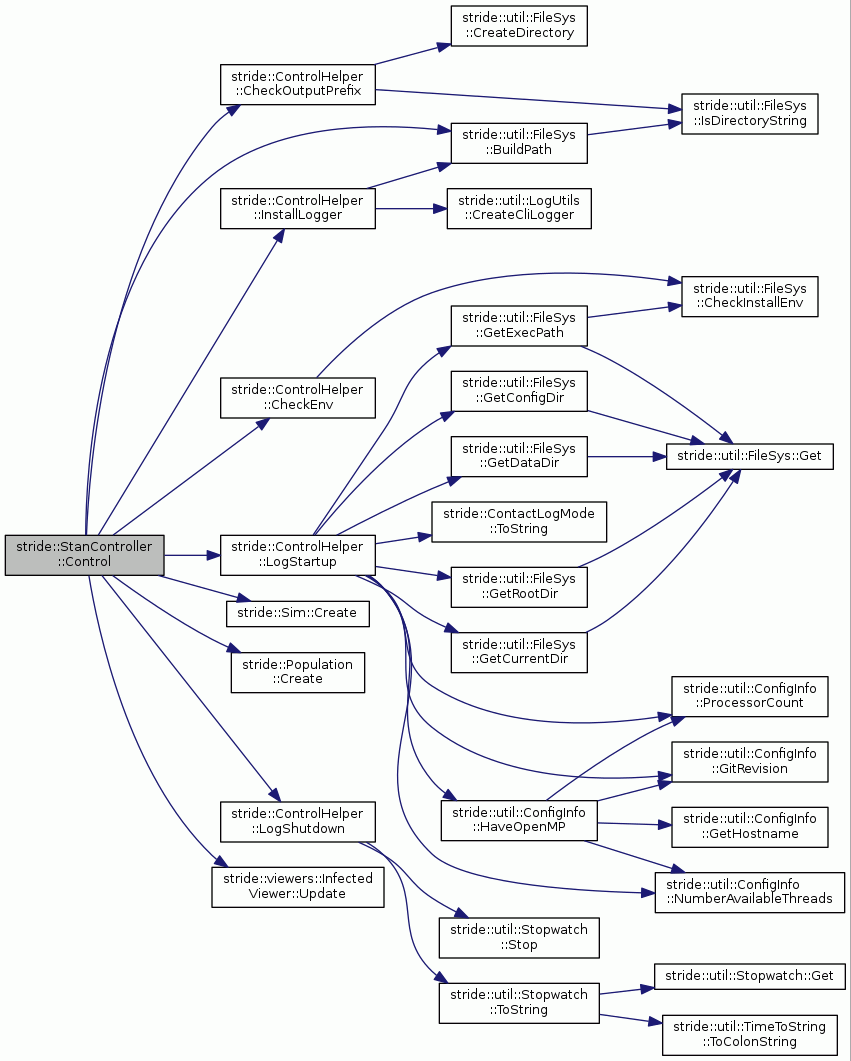 stride::util::FileSys
::CreateDirectory
stride::ControlHelper
::CheckOutputPrefix
stride::util::FileSys
::IsDirectoryString
stride::util::FileSys
::BuildPath
stride::ControlHelper
::InstallLogger
stride::util::LogUtils
::CreateCliLogger
stride::util::FileSys
::CheckInstallEnv
stride::util::FileSys
::GetExecPath
stride::ControlHelper
::CheckEnv
stride::util::FileSys
::GetConfigDir
stride::util::FileSys
::GetDataDir
stride::util::FileSys::Get
stride::ContactLogMode
::ToString
stride::StanController
::Control
stride::ControlHelper
::LogStartup
stride::util::FileSys
::GetRootDir
stride::Sim::Create
stride::util::FileSys
::GetCurrentDir
stride::Population
::Create
stride::util::ConfigInfo
::ProcessorCount
stride::util::ConfigInfo
::GitRevision
stride::ControlHelper
::LogShutdown
stride::util::ConfigInfo
::HaveOpenMP
stride::util::ConfigInfo
::GetHostname
stride::viewers::Infected
Viewer::Update
stride::util::ConfigInfo
::NumberAvailableThreads
stride::util::Stopwatch
::Stop
stride::util::Stopwatch::Get
stride::util::Stopwatch
::ToString
stride::util::TimeToString
::ToColonString